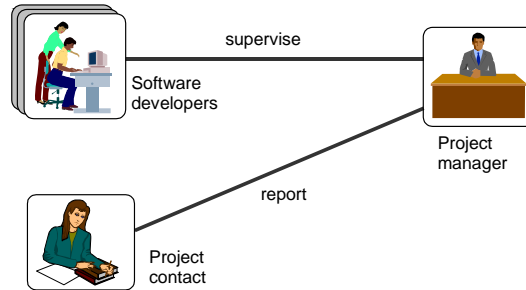 supervise
Software
developers
Project
manager
report
Project
contact